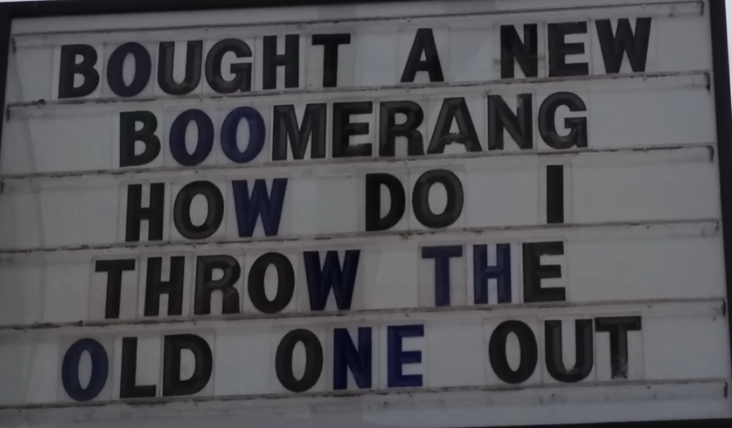 BOUGHT A NEW
BOOMERANG
HOW DO I
THROW THE
OLD ONE OUT